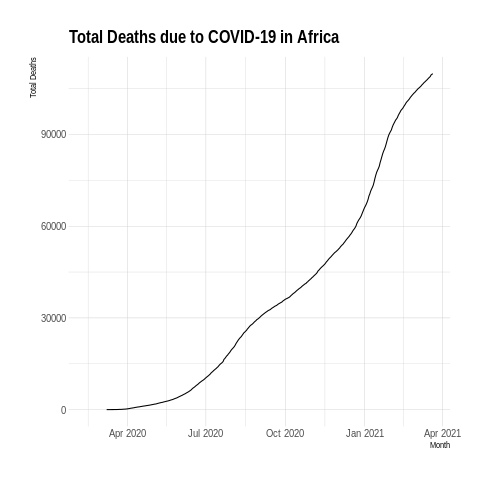 Total Deaths due to COVID-19 in Africa
Total Deaths
90000
60000
30000
0
Apr 2020 Jul 2020 Oct 2020 Jan 2021 Apr 2021
Month